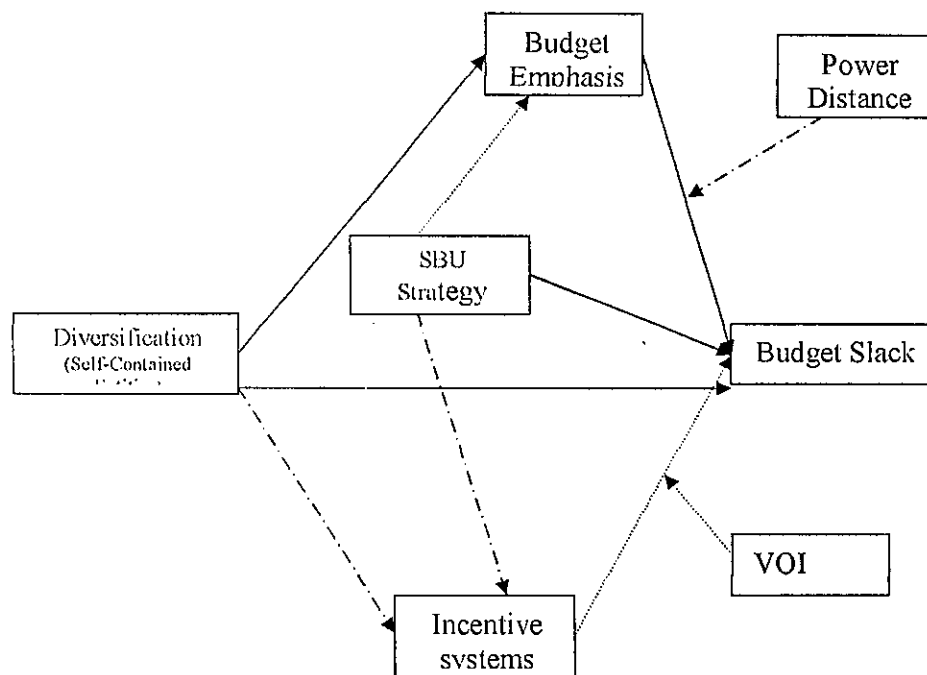 Budget
Emphasis
Power
Distance
SBU
Strategy
Diversification
(Self-Contained
Budget Slack
VOI
Incentive
systems